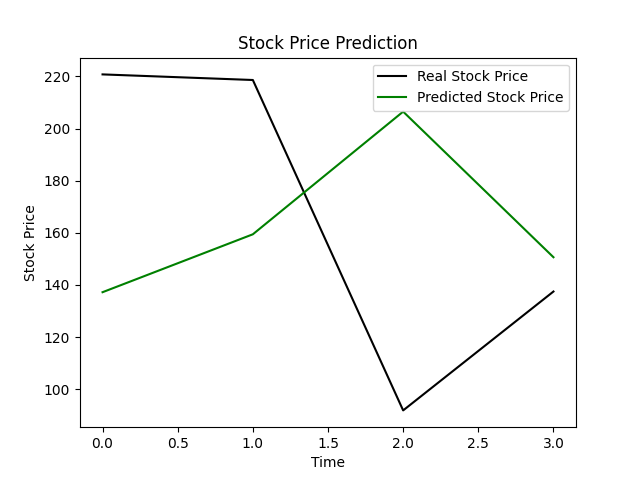 Stock Price Prediction
Real Stock Price
Predicted Stock Price
Stock Price
220
200
180
160
140
120
100
0.0 0.5 1.0 1.5 2.0 2.5 3.0
Time